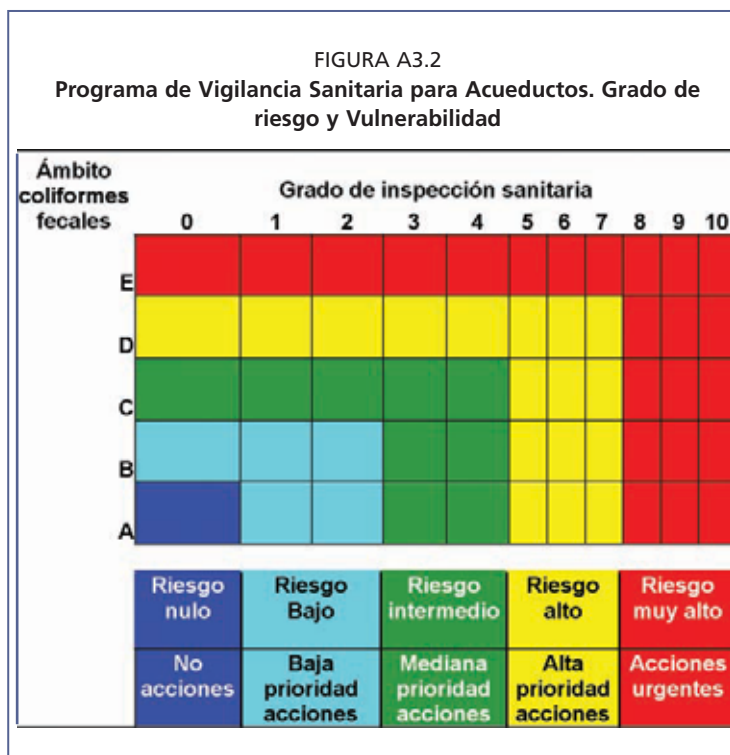 FIGURA A3.2
Programa de Vigilancia Sanitaria para Acueductos. Grado de
riesgo y Vulnerabilidad
Ámbito
coliformes
fecales
Grado de inspección sanitaria
0 1 2 3 4 5 6 7 8 9 10
E
D
C
B
A
Riesgo nulo
Riesgo Bajo
Riesgo intermedio
Riesgo alto
Riesgo muy alto
No acciones
Baja prioridad acciones
Mediana prioridad acciones
Alta prioridad acciones
Acciones urgentes